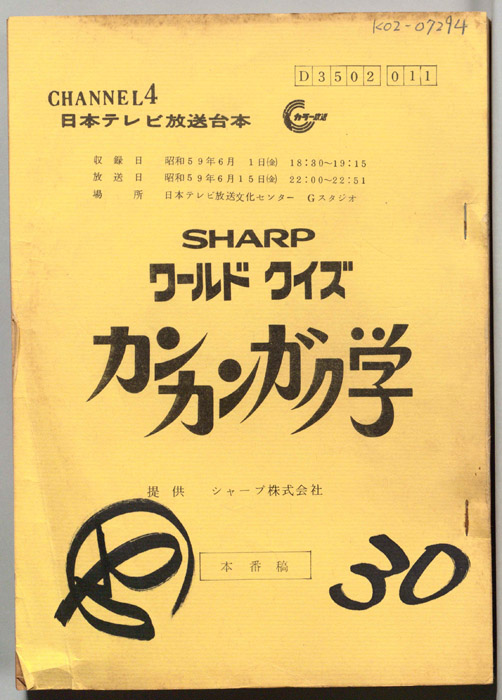 K02-07294
D3502 011
CHANNEL4
日本テレビ放送台本
カラー放送
収録日 昭和59年6月 1日㈮ 18:30~19:15
放送日 昭和59年6月15日㈮ 22:00~22:51
場所 日本テレビ放送文化センター Gスタジオ
SHARP
ワールド クイズ
カンカンガク学
提供 シャープ株式会社
本番稿
30